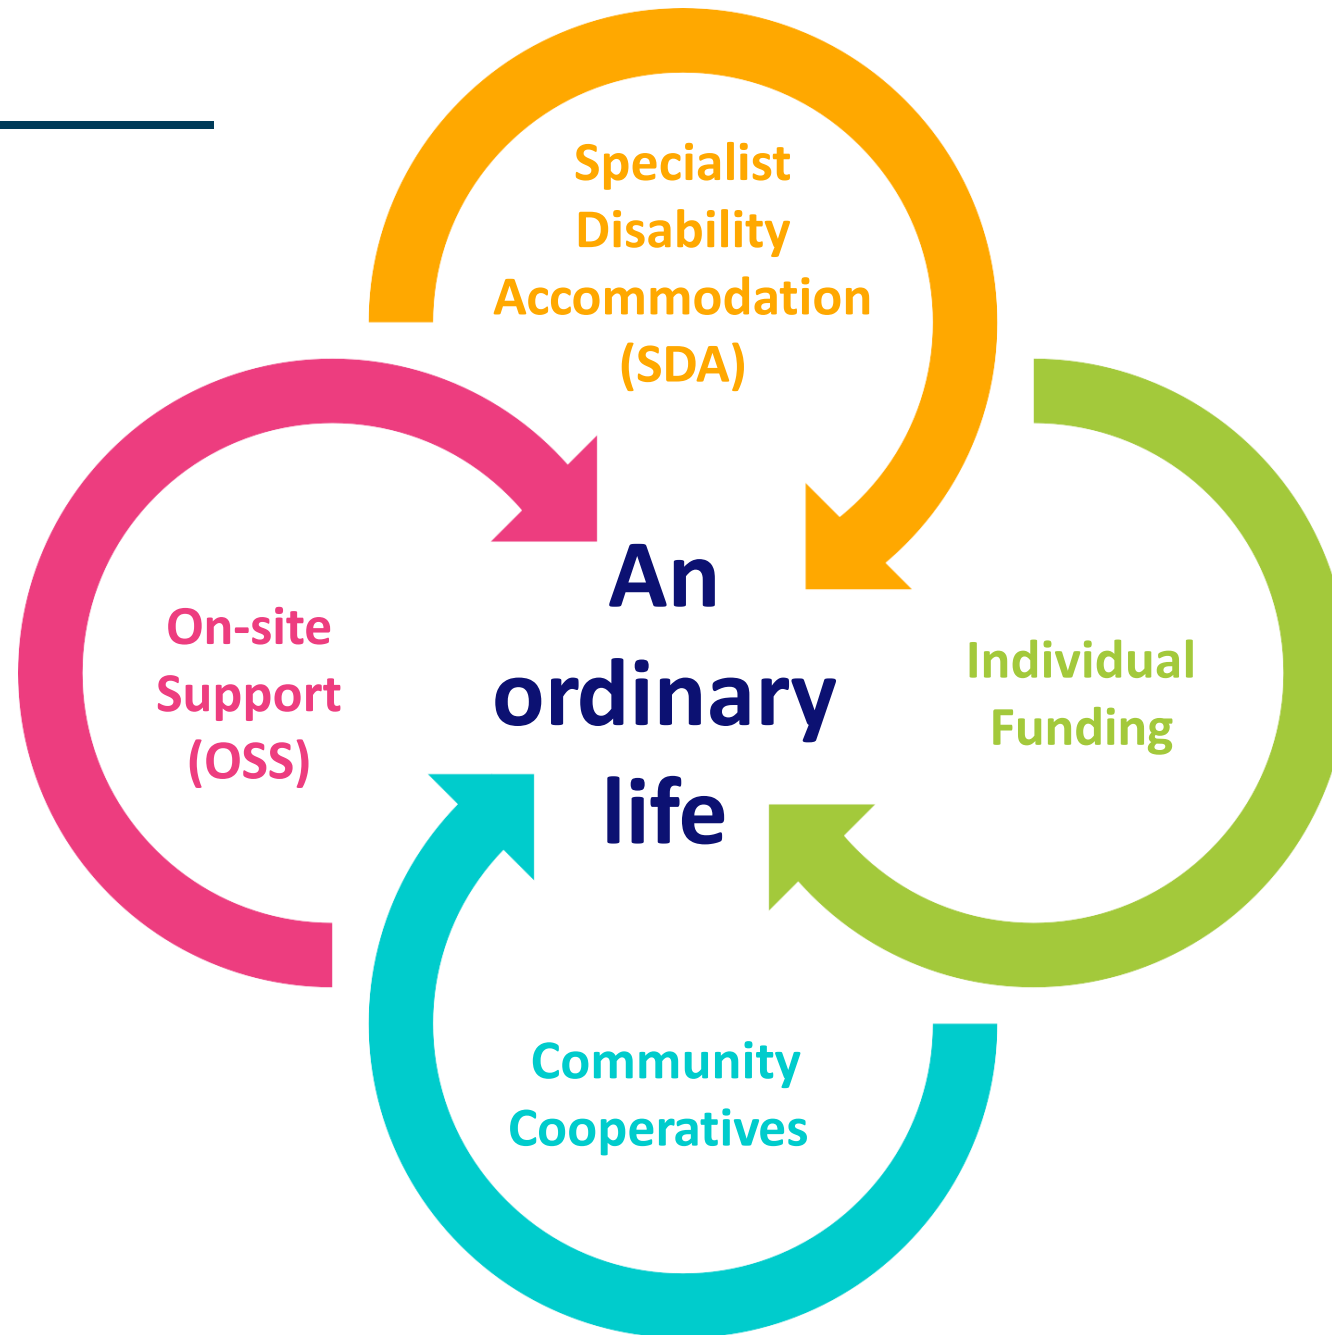 Specialist
Disability
Accommodation
(SDA)
On-site
Support
(OSS)
An
ordinary
life
Individual
Funding
Community
Cooperatives